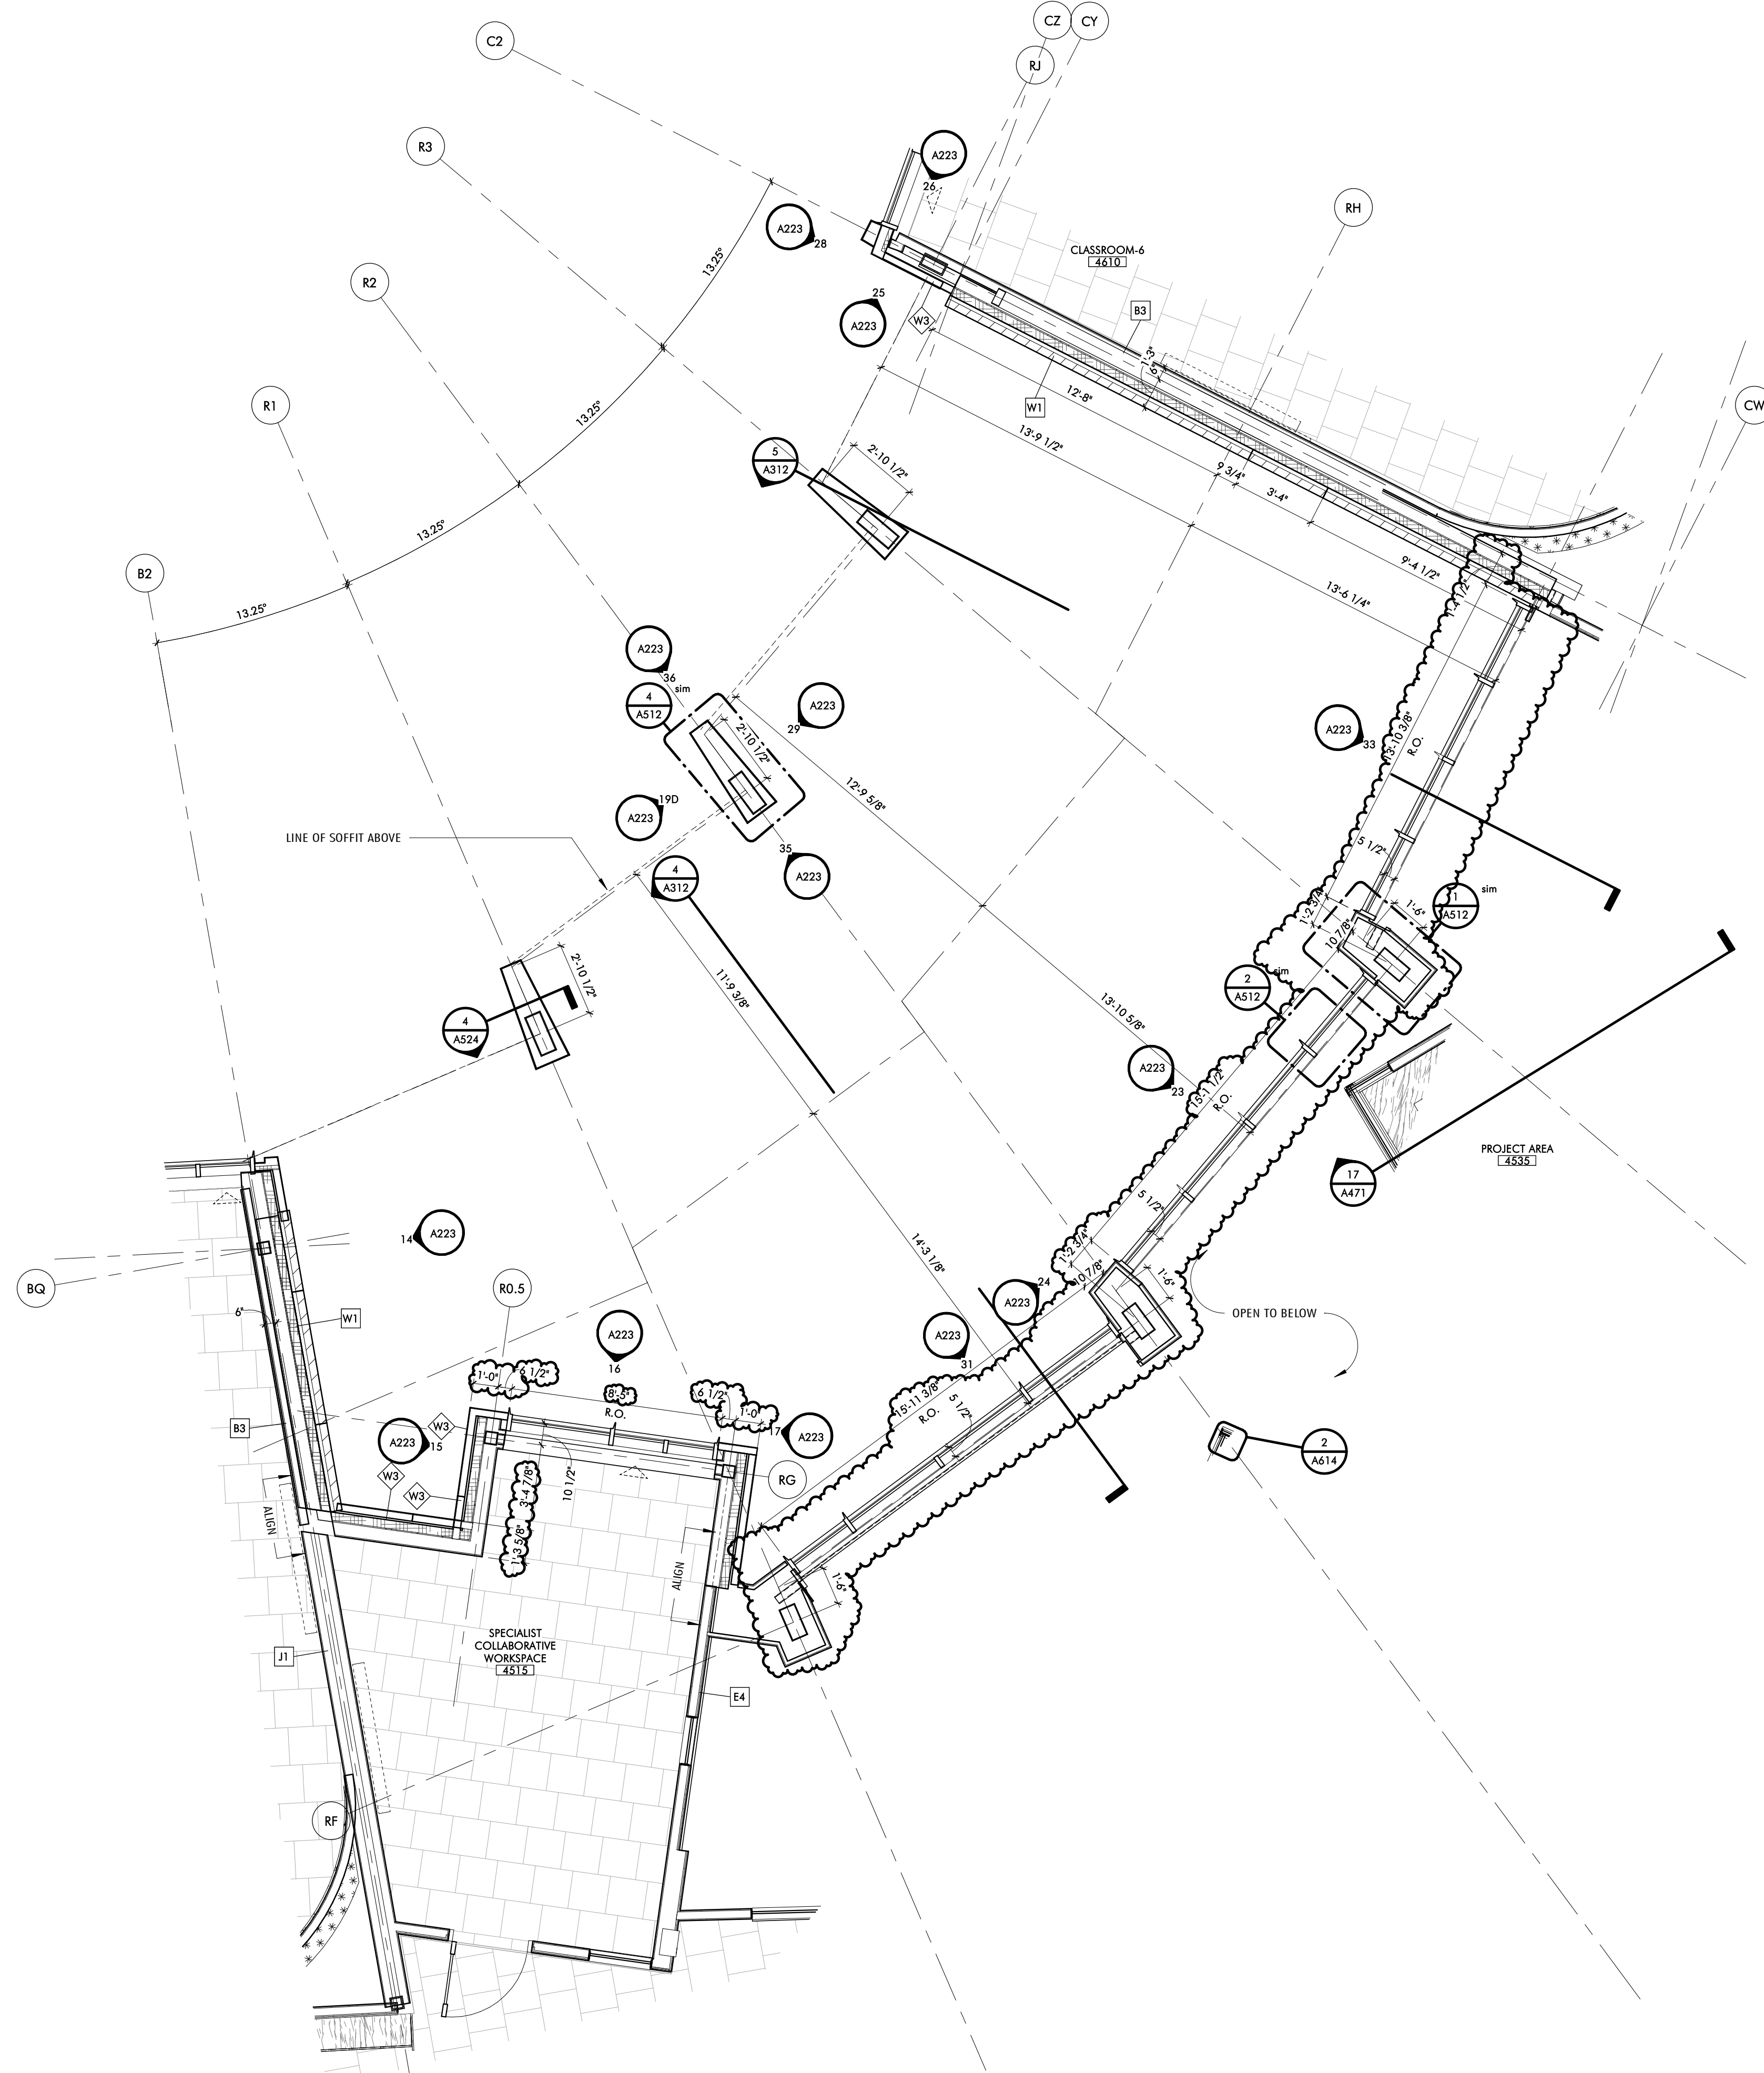 CZ
CY
C2
RJ
R3
A223
26
RH
A223
28
CLASSROOM-6
4610
R2
13.25°
25
A223
W3
B3
1'-3"
6"
12'-8"
W1
CW
R1
13.25°
13'-9 1/2"
5
A312
2'-10 1/2"
9 3/4"
3'-4"
13.25°
9'-4 1/2"
13'-6 1/4"
1'-4 1/2"
B2
13.25°
A223
36
4
A512
sim
A223
29
2'-10 1/2"
A223
33
13'-10 3/8"
R.O.
12'-9 5/8"
19D
A223
LINE OF SOFFIT ABOVE
35
A223
4
A312
5 1/2"
1
A512
sim
1'-2 3/4"
1'-6"
10 7/8"
2'-10 1/2"
11'-9 3/8"
2
A512
sim
4
A524
13'-10 5/8"
A223
23
15'-1 1/2"
R.O.
PROJECT AREA
4535
17
A471
5 1/2"
14
A223
14'-3 1/8"
1'-2 3/4"
10 7/8"
1'-6"
BQ
R0.5
A223
24
OPEN TO BELOW
6"
W1
A223
16
A223
31
1'-0"
6 1/2"
8'-5"
R.O.
6 1/2"
1'-0"
15'-11 3/8"
R.O.
5 1/2"
B3
A223
15
W3
17
A223
2
A614
W3
W3
3'-4 7/8"
10 1/2"
RG
ALIGN
1'-3 5/8"
ALIGN
1'-6"
SPECIALIST
COLLABORATIVE
WORKSPACE
4515
J1
E4
RF